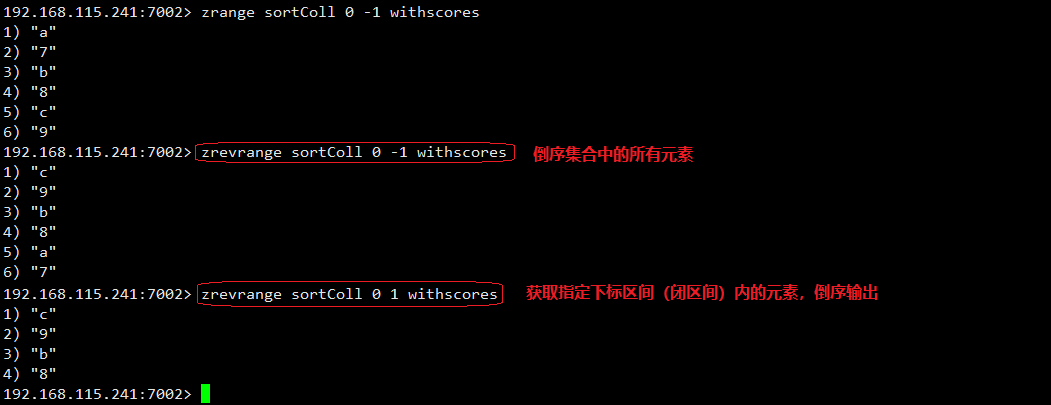 192.168.115.241:7002> zrange sortColl 0 -1 withscores
1) "a"
2) "7"
3) "b"
4) "8"
5) "c"
6) "9"
192.168.115.241:7002> zrevrange sortColl 0 -1 withscores 倒序集合中的所有元素
1) "c"
2) "9"
3) "b"
4) "8"
5) "a"
6) "7"
192.168.115.241:7002> zrevrange sortColl 0 1 withscores 获取指定下标区间（闭区间）内的元素，倒序输出
1) "c"
2) "9"
3) "b"
4) "8"
192.168.115.241:7002>